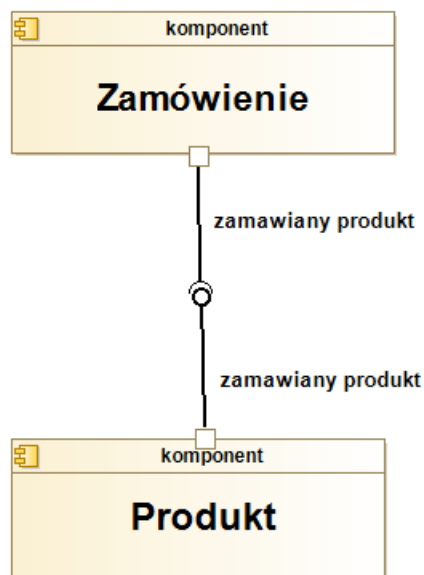 komponent
Zamówienie
zamawiany produkt
zamawiany produkt
komponent
Produkt